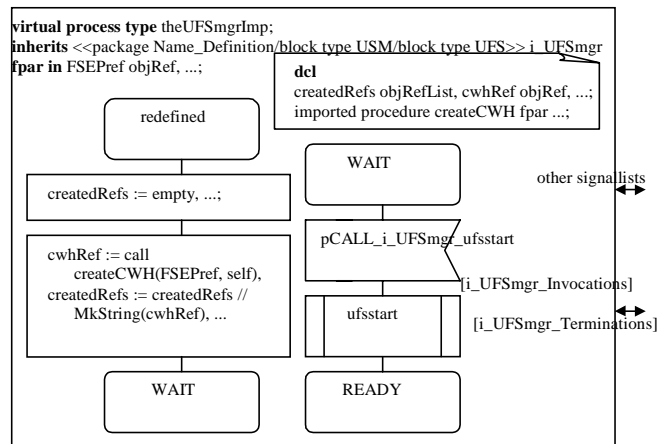 virtual process type theUFSmgrImp;
inherits <<package Name_Definition/block type USM/block type UFS>> i_UFSmgr
fpar in FSEPref objRef, ...;
dcl
createdRefs objRefList, cwhRef objRef, ...;
imported procedure createCWH fpar ...;
redefined
createdRefs := empty, ...;
cwhRef := call
createCWH(FSEPref, self),
createdRefs := createdRefs //
MkString(cwhRef), ...
WAIT
WAIT
pCALL_i_UFSmgr_ufsstart
ufsstart
READY
other signallists
[i_UFSmgr_Invocations]
[i_UFSmgr_Terminations]